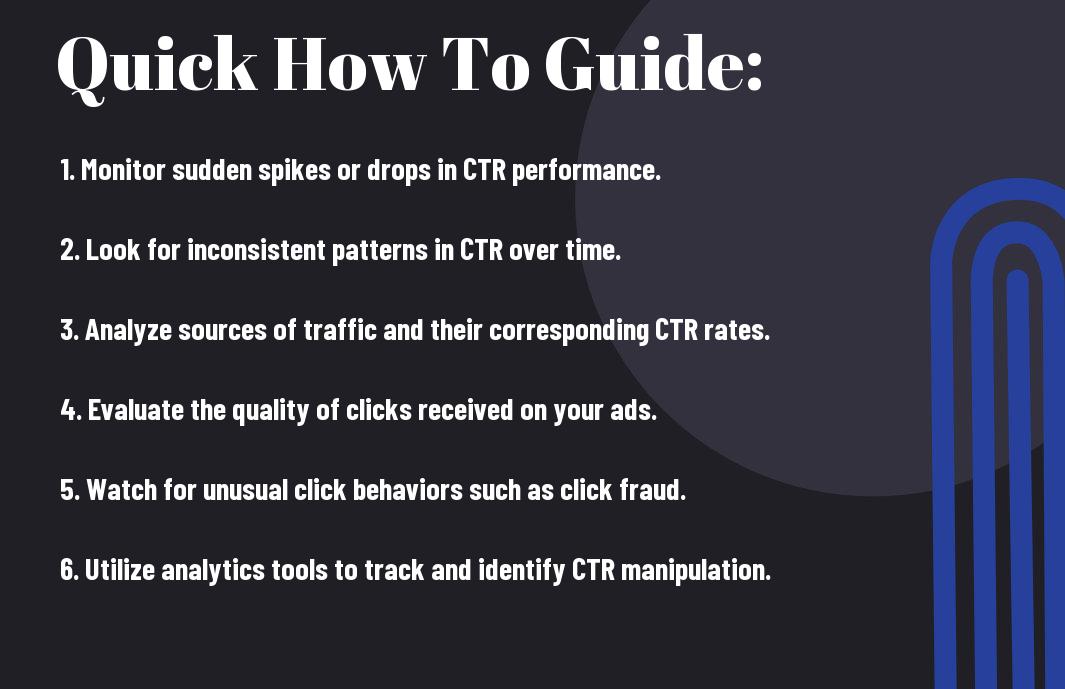 Quick How To Guide:
1. Monitor sudden spikes or drops in CTR performance.
2. Look for inconsistent patterns in CTR over time.
3. Analyze sources of traffic and their corresponding CTR rates.
4. Evaluate the quality of clicks received on your ads.
5. Watch for unusual click behaviors such as click fraud.
6. Utilize analytics tools to track and identify CTR manipulation.